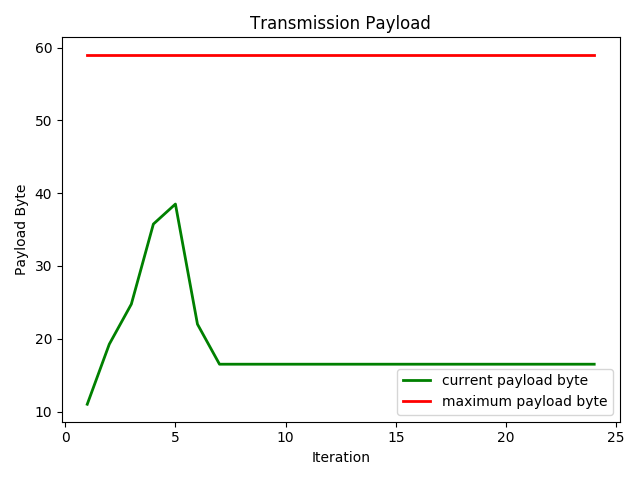 Transmission Payload
60
50
40
30
20
10
Payload Byte
0
5
10
15
20
25
Iteration
current payload byte
maximum payload byte